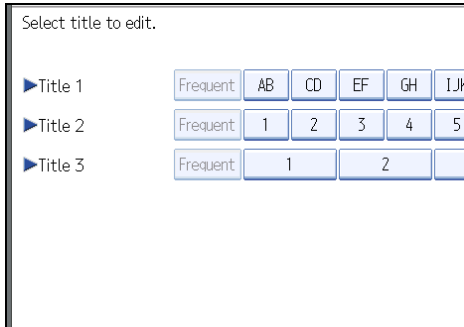 Select title to edit.
Title 1 Frequent AB CD EF GH IJK
Title 2 Frequent 1 2 3 4 5
Title 3 Frequent 1 2